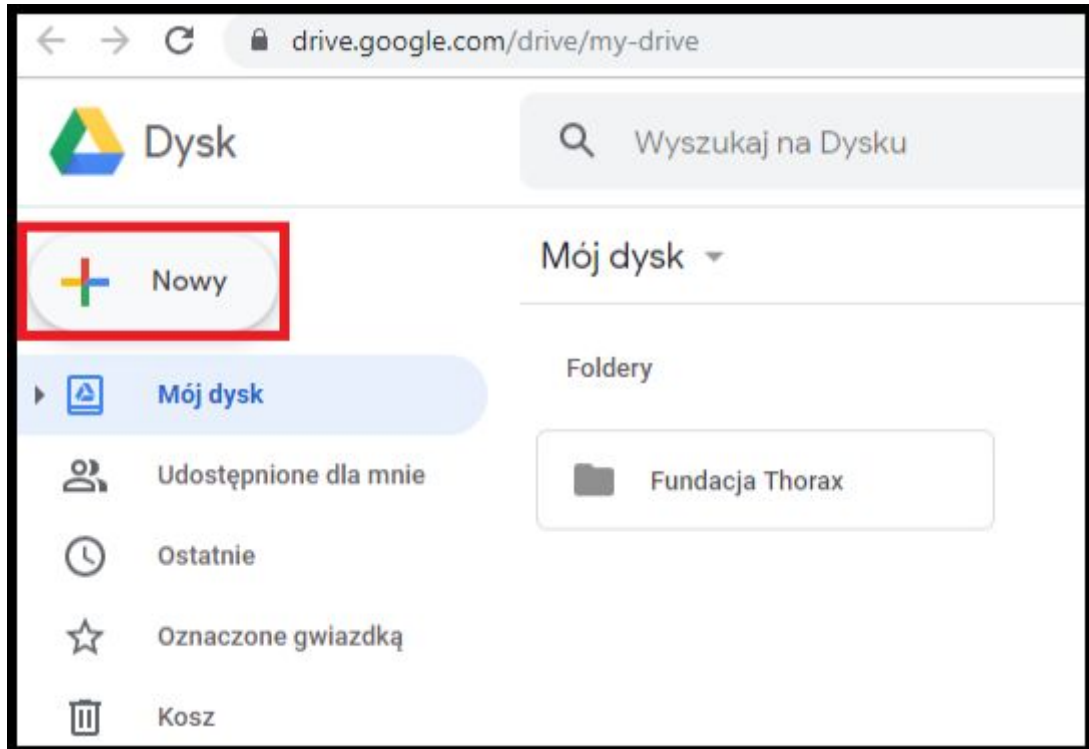 drive.google.com/drive/my-drive
Dysk
Wyszukaj na Dysku
Nowy
Mój dysk
Mój dysk
Udostępnione dla mnie
Ostatnie
Oznaczone gwiazdką
Kosz
Foldery
Fundacja Thorax